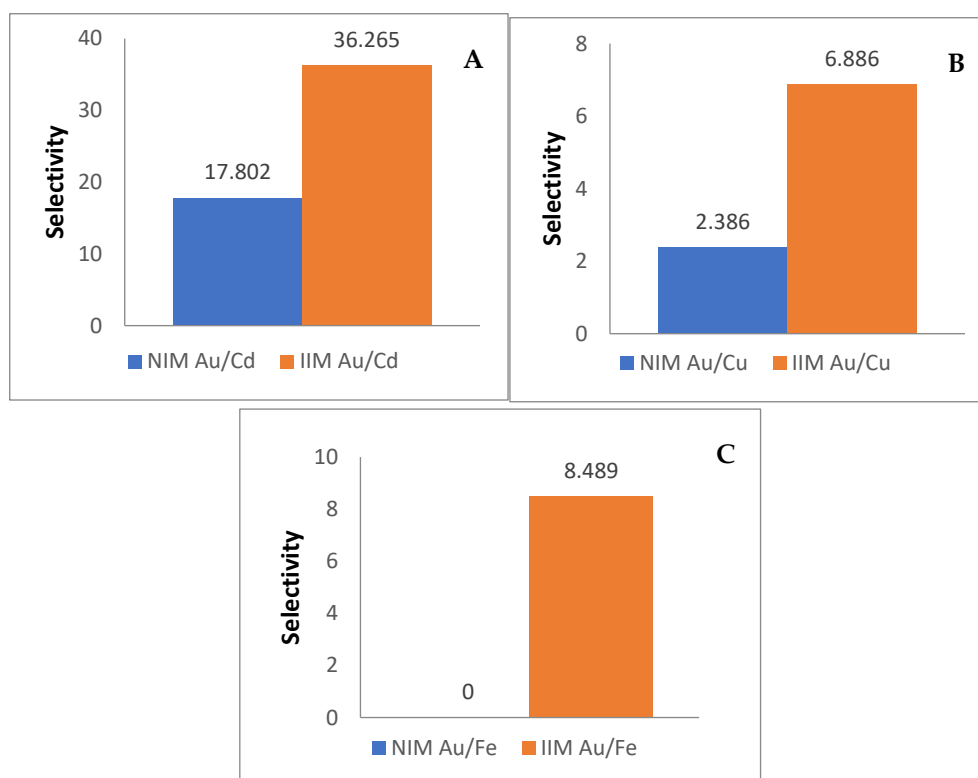 A
Selectivity
40
30
20
10
0
17.802
36.265
NIM Au/Cd IIM Au/Cd
B
Selectivity
8
6
4
2
0
2.386
6.886
NIM Au/Cu IIM Au/Cu
C
Selectivity
10
8
6
4
2
0
0
8.489
NIM Au/Fe IIM Au/Fe